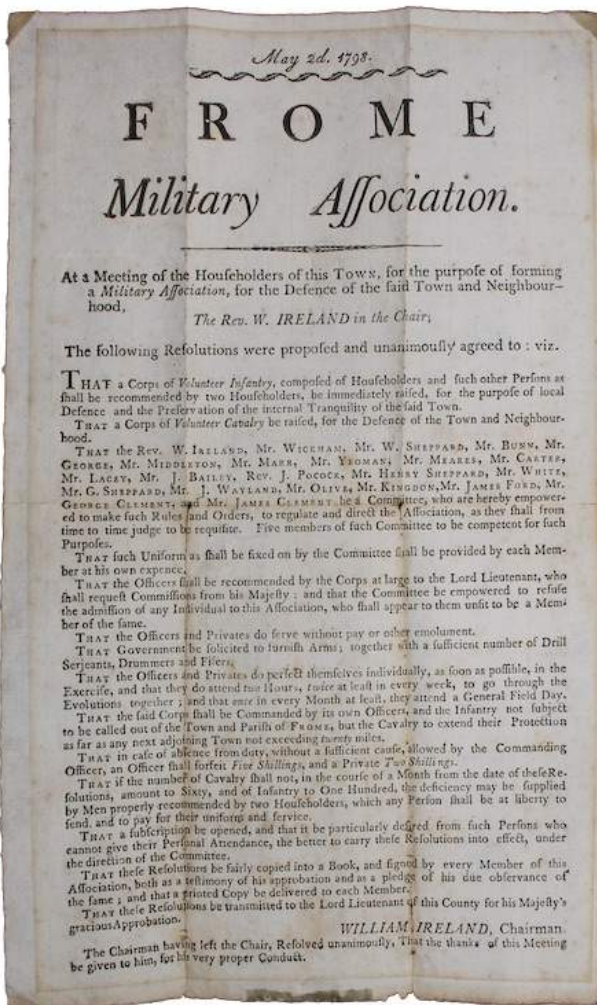 May 2d. 1798.
FROME
Military Aſſociation.
At a Meeting of the Houſeholders of this Town, for the purpoſe of forming
a Military Aſſociation, for the Defence of the ſaid Town and Neighbour-
hood,
The Rev. W. IRELAND in the Chair;
The following Reſolutions were propoſed and unanimouſly agreed to : viz.
THAT a Corps of Volunteer Infantry, compoſed of Houſeholders and ſuch other Perſons as
ſhall be recommended by two Houſeholders, be immediately raiſed, for the purpoſe of local
Defence and the Preſervation of the internal Tranquility of the ſaid Town.
THAT a Corps of Volunteer Cavalry be raiſed, for the Defence of the Town and Neighbour-
hood.
THAT the Rev. W. IRELAND, Mr. WICKHAM, Mr. W. SHEPPARD, Mr. BUNN, Mr.
GEORGE, Mr. MIDDLETON, Mr. MARR, Mr. YEOMAN, Mr. MEARES, Mr. CARTER,
Mr. LACEY, Mr. J. BAILEY, Rev. J. POCOCK, Mr. HENRY SHEPPARD, Mr. WHITE,
Mr. G. SHEPPARD, Mr. J. WAYLAND, Mr. OLIVE, Mr. KINGDON, Mr. JAMES FORD, Mr.
GEORGE CLEMENT, and Mr. JAMES CLEMENT be a Committee, who are hereby empower-
ed to make ſuch Rules and Orders, to regulate and direct the Aſſociation, as they ſhall from
time to time judge to be requiſite. Five members of ſuch Committee to be competent for ſuch
Purpoſes.
THAT ſuch Uniform as ſhall be fixed on by the Committee ſhall be provided by each Mem-
ber at his own expence.
THAT the Officers ſhall be recommended by the Corps at large to the Lord Lieutenant, who
ſhall requeſt Commiſſions from his Majeſty : and that the Committee be empowered to refuſe
the admiſſion of any Individual to this Aſſociation, who ſhall appear to them unfit to be a Mem-
ber of the ſame.
THAT the Officers and Privates do ſerve without pay or other emolument.
THAT Government be ſolicited to furniſh Arms; together with a ſufficient number of Drill
Serjeants, Drummers and Fifers.
THAT the Officers and Privates do perfect themſelves individually, as ſoon as poſſible, in the
Exerciſe, and that they do attend two Hours, twice at leaſt in every week, to go through the
Evolutions together ; and that once in every Month at leaſt, they attend a General Field Day.
THAT the ſaid Corps ſhall be Commanded by its own Officers, and the Infantry not ſubject
to be called out of the Town and Pariſh of FROME, but the Cavalry to extend their Protection
as far as any next adjoining Town not exceeding twenty miles.
THAT in caſe of abſence from duty, without a ſufficient cauſe, allowed by the Commanding
Officer, an Officer ſhall forfeit Five Shillings, and a Private Two Shillings.
THAT if the number of Cavalry ſhall not, in the courſe of a Month from the date of theſe Re-
ſolutions, amount to Sixty, and of Infantry to One Hundred, the deficiency may be ſupplied
by Men properly recommended by two Houſeholders, which any Perſon ſhall be at liberty to
ſend, and to pay for their uniform and ſervice.
THAT a ſubſcription be opened, and that it be particularly deſired from ſuch Perſons who
cannot give their Perſonal Attendance, the better to carry theſe Reſolutions into effect, under
the direction of the Committee.
THAT theſe Reſolutions be fairly copied into a Book, and ſigned by every Member of this
Aſſociation, both as a teſtimony of his approbation and as a pledge of his due obſervance of
the ſame ; and that a printed Copy be delivered to each Member.
THAT theſe Reſolutions be transmitted to the Lord Lieutenant of this County for his Majeſty's
gracious Approbation.
WILLIAM IRELAND, Chairman.
The Chairman having left the Chair, Reſolved unanimouſly, That the thanks of this Meeting
be given to him, for his very proper Conduct.